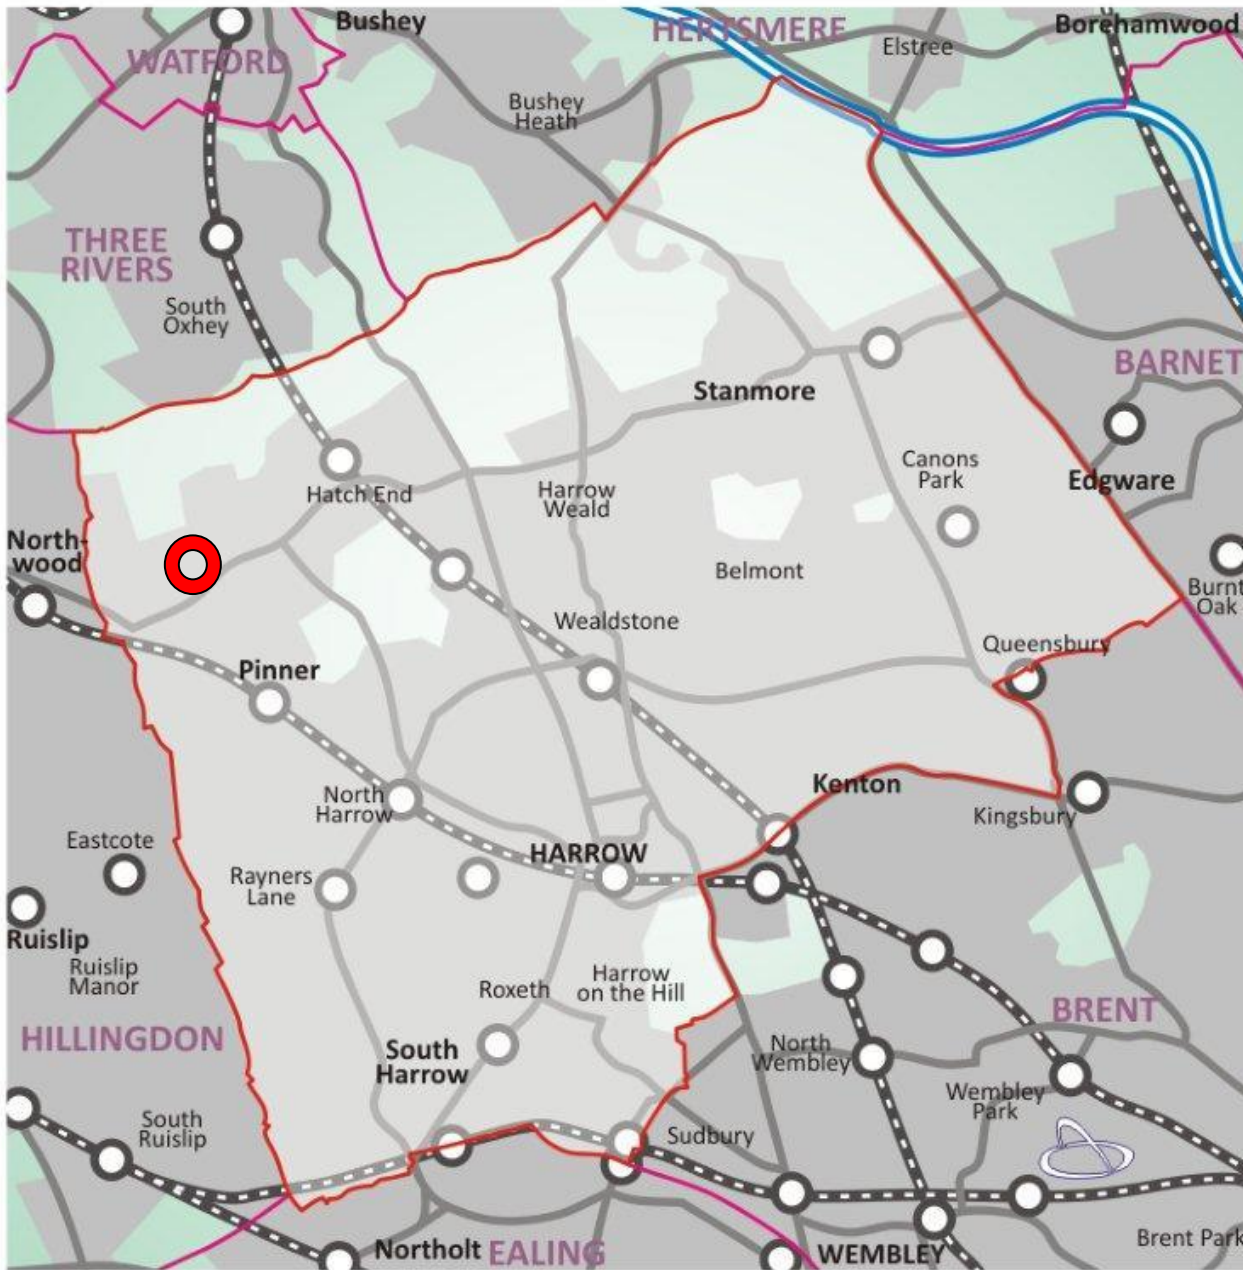 Bushey
HERTSMERE
Borehamwood
WATFORD
Elstree
Bushey
Heath
THREE
RIVERS
South
Oxhey
BARNET
Stanmore
Canons
Park
Edgware
Hatch End
Harrow
Weald
North-
wood
Belmont
Burnt
Oak
Wealdstone
Queensbury
Pinner
Kenton
North
Harrow
Kingsbury
Eastcote
HARROW
Rayners
Lane
Ruislip
Ruislip
Manor
Roxeth
Harrow
on the Hill
BRENT
HILLINGDON
South
Harrow
North
Wembley
Wembley
Park
South
Ruislip
Sudbury
Brent Park
Northolt
EALING
WEMBLEY